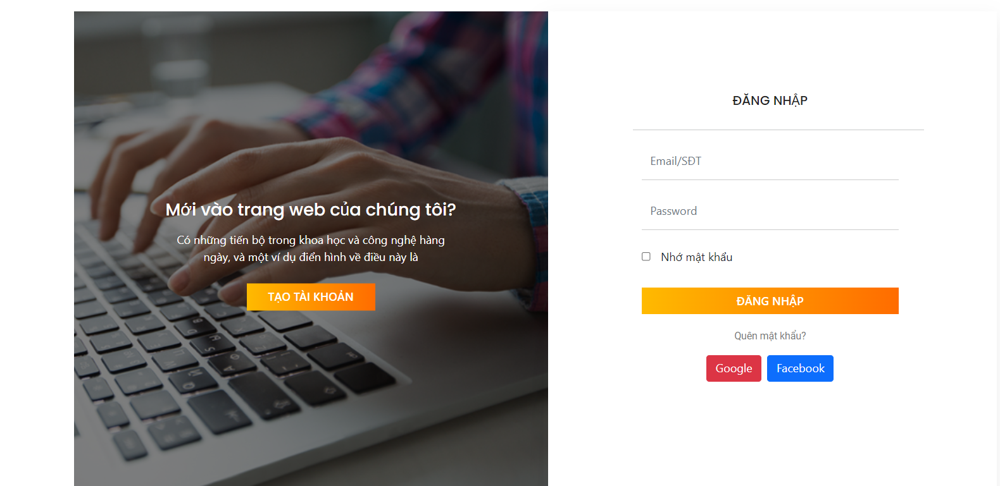 Mới vào trang web của chúng tôi?
Có những tiến bộ trong khoa học và công nghệ hàng
ngày, và một ví dụ điển hình về điều này là
TẠO TÀI KHOẢN
ĐĂNG NHẬP
Email/SĐT
Password
Nhớ mật khẩu
ĐĂNG NHẬP
Quên mật khẩu?
Google
Facebook